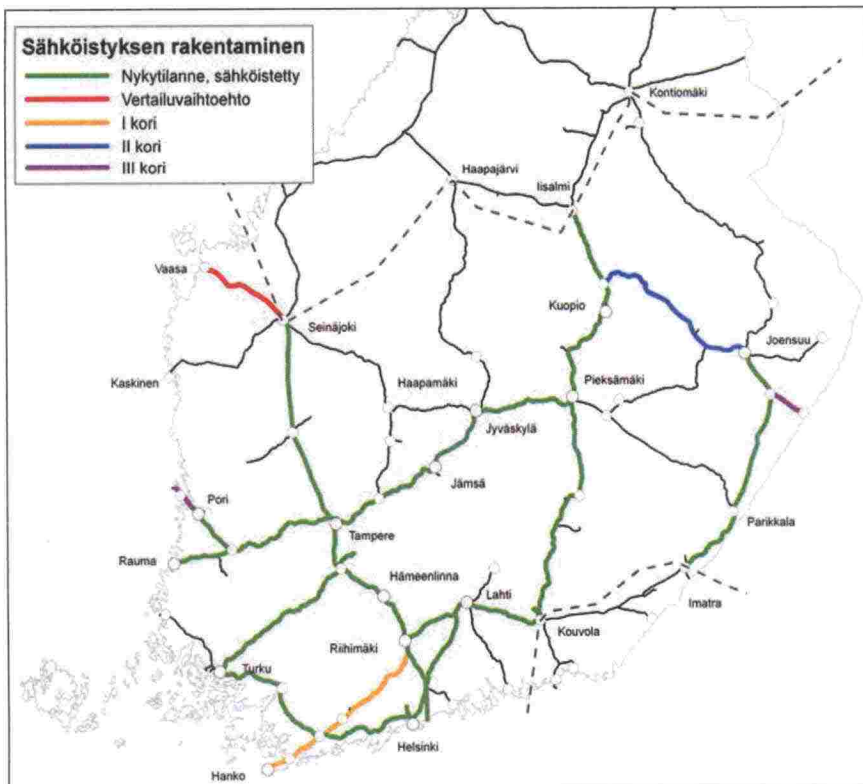 Sähköistyksen rakentaminen
Nykytilanne, sähköistetty
Vertailuvaihtoehto
I kori
II kori
III kori
Kontiomäki
Haapajärvi
Iisalmi
Vaasa
Kuopio
Seinäjoki
Joensuu
Kaskinen
Haapamäki
Pieksämäki
Jyväskylä
Jämsä
Pori
Parikkala
Tampere
Rauma
Hämeenlinna
Lahti
Imatra
Kouvola
Riihimäki
Turku
Helsinki
Hanko